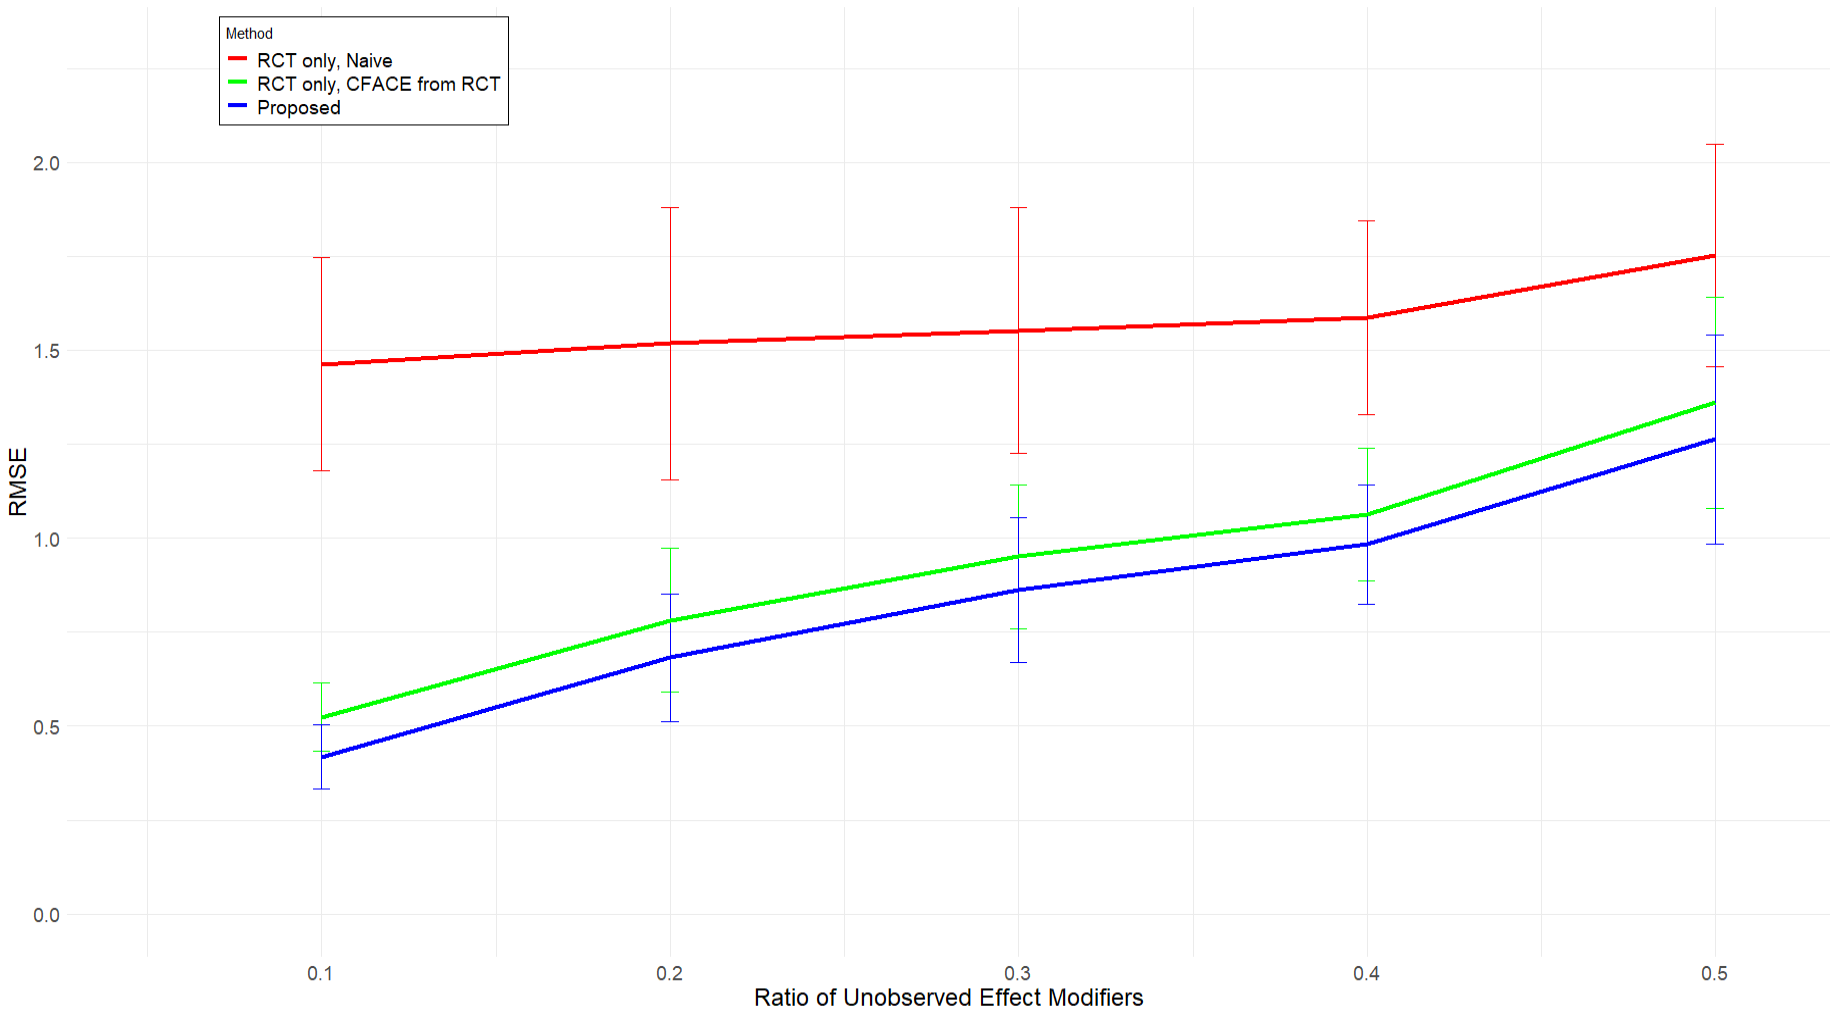 Method
RCT only, Naive
RCT only, CFACE from RCT
Proposed
2.0
1.5
1.0
0.5
0.0
RMSE
0.1 0.2 0.3 0.4 0.5
Ratio of Unobserved Effect Modifiers